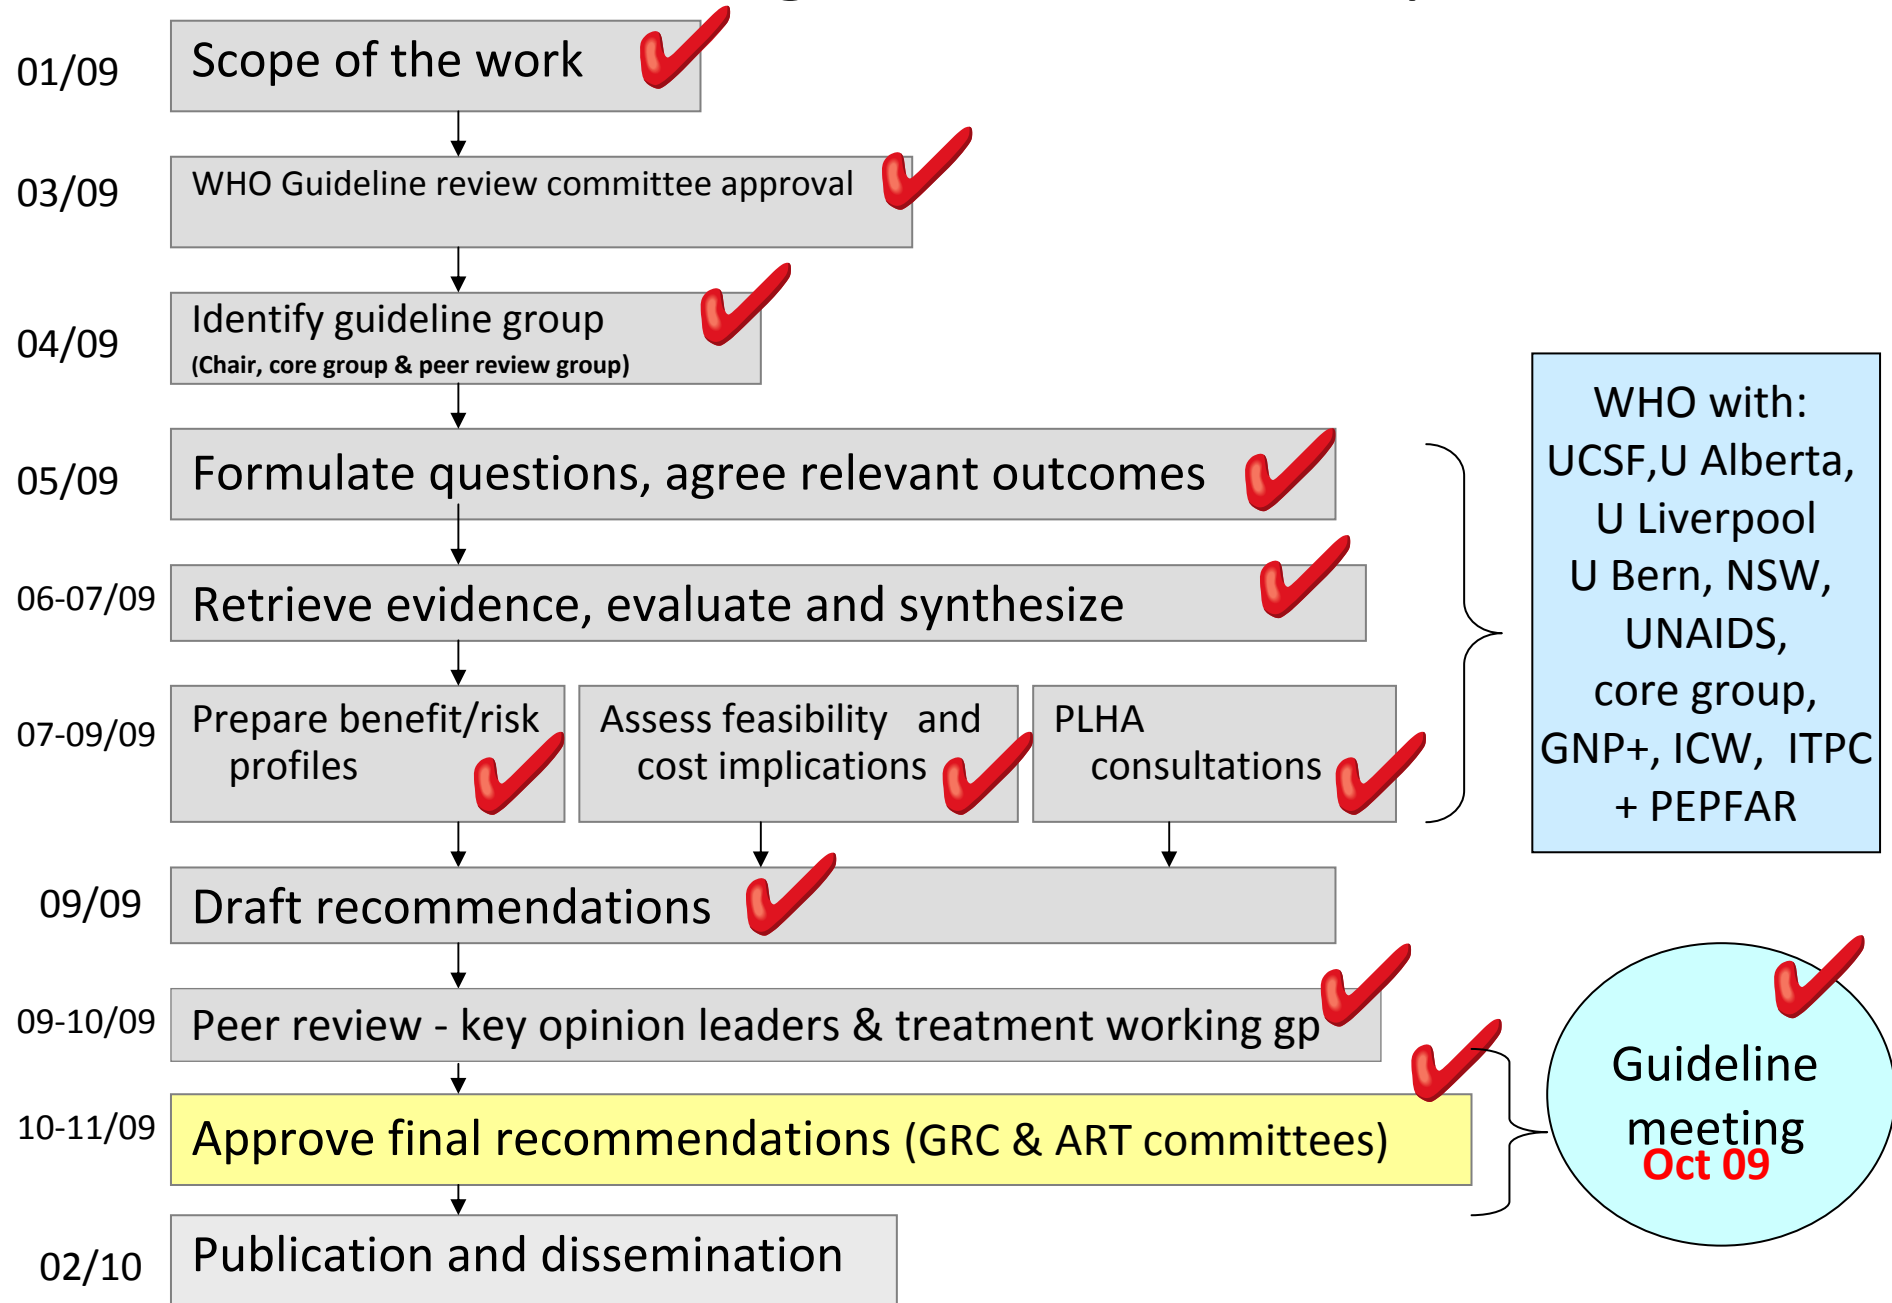 01/09
Scope of the work
03/09
WHO Guideline review committee approval
04/09
Identify guideline group
(Chair, core group & peer review group)
05/09
Formulate questions, agree relevant outcomes
06-07/09
Retrieve evidence, evaluate and synthesize
07-09/09
Prepare benefit/risk
profiles
Assess feasibility and
cost implications
PLHA
consultations
WHO with:
UCSF,U Alberta,
U Liverpool
U Bern, NSW,
UNAIDS,
core group,
GNP+, ICW, ITPC
+ PEPFAR
09/09
Draft recommendations
09-10/09
Peer review - key opinion leaders & treatment working gp
10-11/09
Approve final recommendations (GRC & ART committees)
Guideline
meeting
Oct 09
02/10
Publication and dissemination